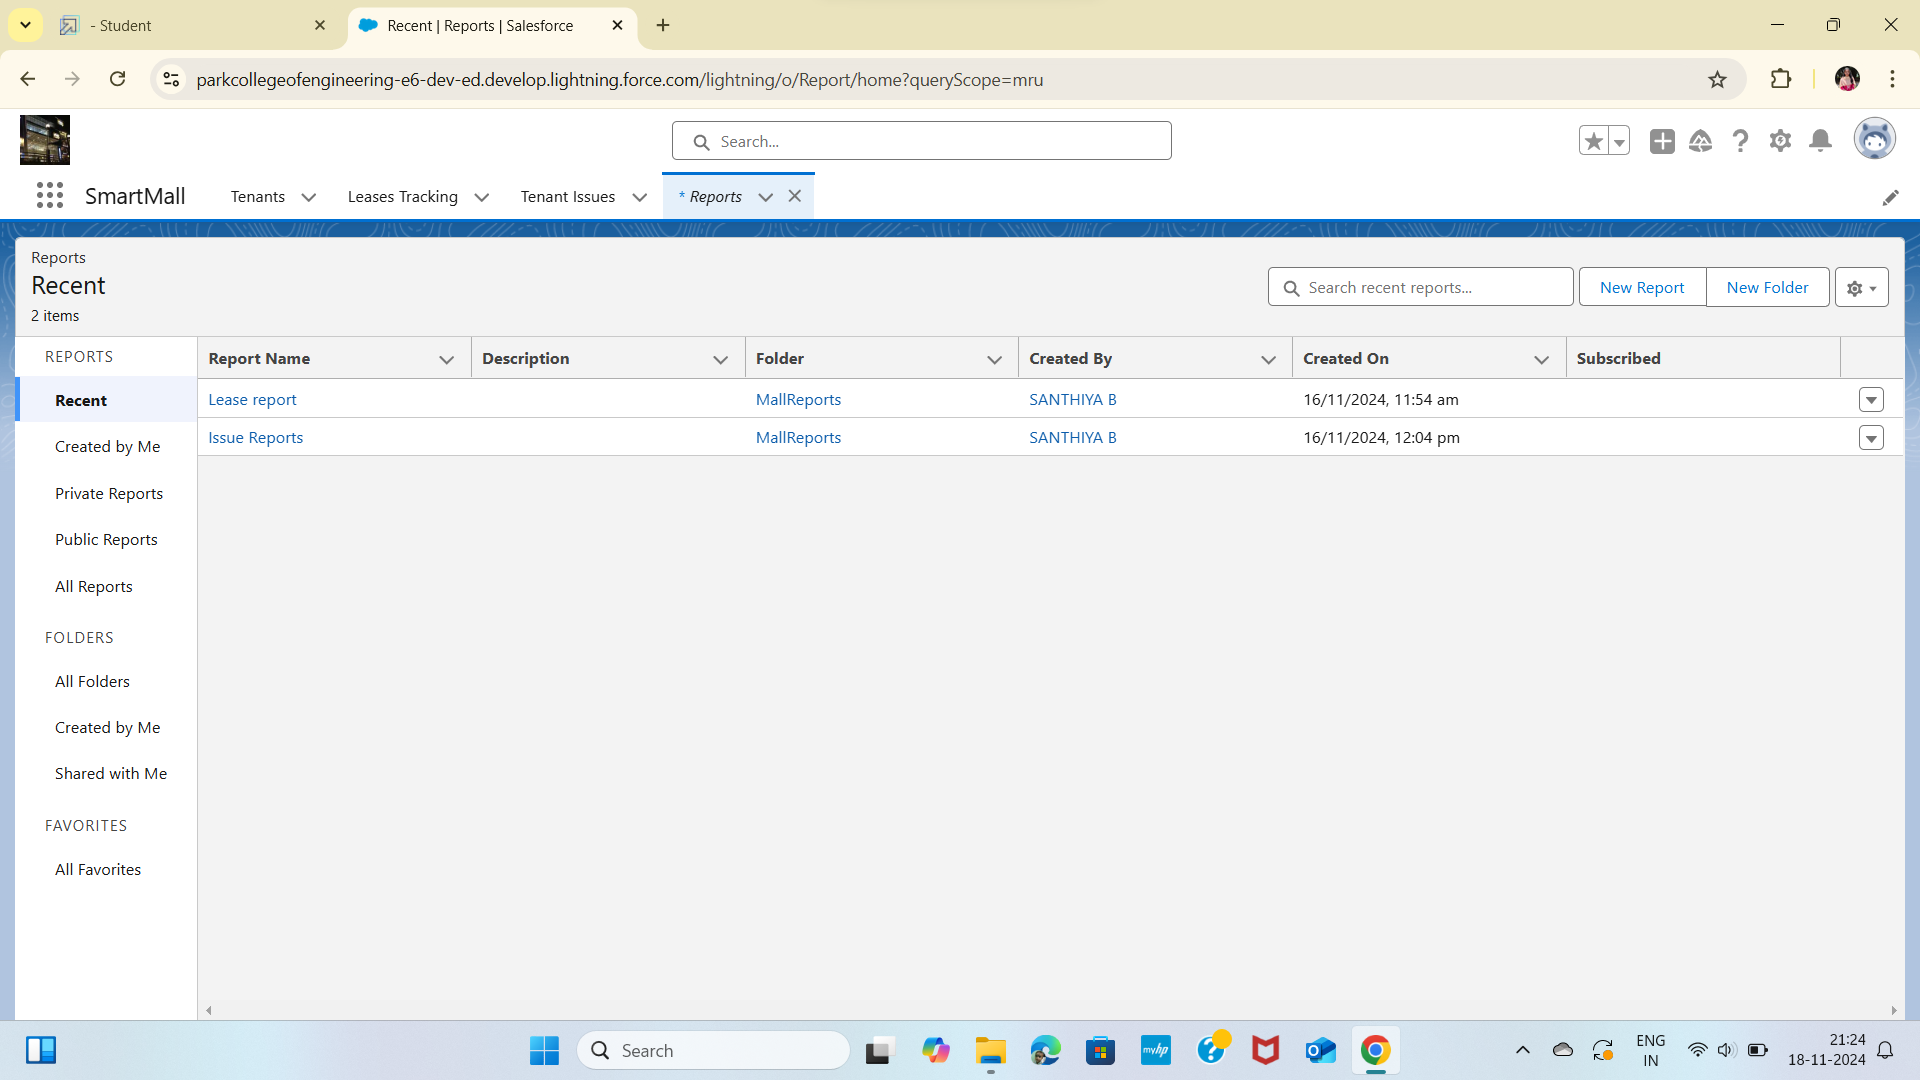 - Student
Recent | Reports | Salesforce
parkcollegeofengineering-e6-dev-ed.develop.lightning.force.com/lightning/o/Report/home?queryScope=mru
Search...
SmartMall
Tenants
Leases Tracking
Tenant Issues
* Reports
Reports
Recent
2 items
Search recent reports...
New Report
New Folder
REPORTS
Recent
Created by Me
Private Reports
Public Reports
All Reports
FOLDERS
All Folders
Created by Me
Shared with Me
FAVORITES
All Favorites
Report Name Description Folder Created By Created On Subscribed
Lease report MallReports SANTHIYA B 16/11/2024, 11:54 am
Issue Reports MallReports SANTHIYA B 16/11/2024, 12:04 pm
Search
myhp
ENG
IN
21:24
18-11-2024